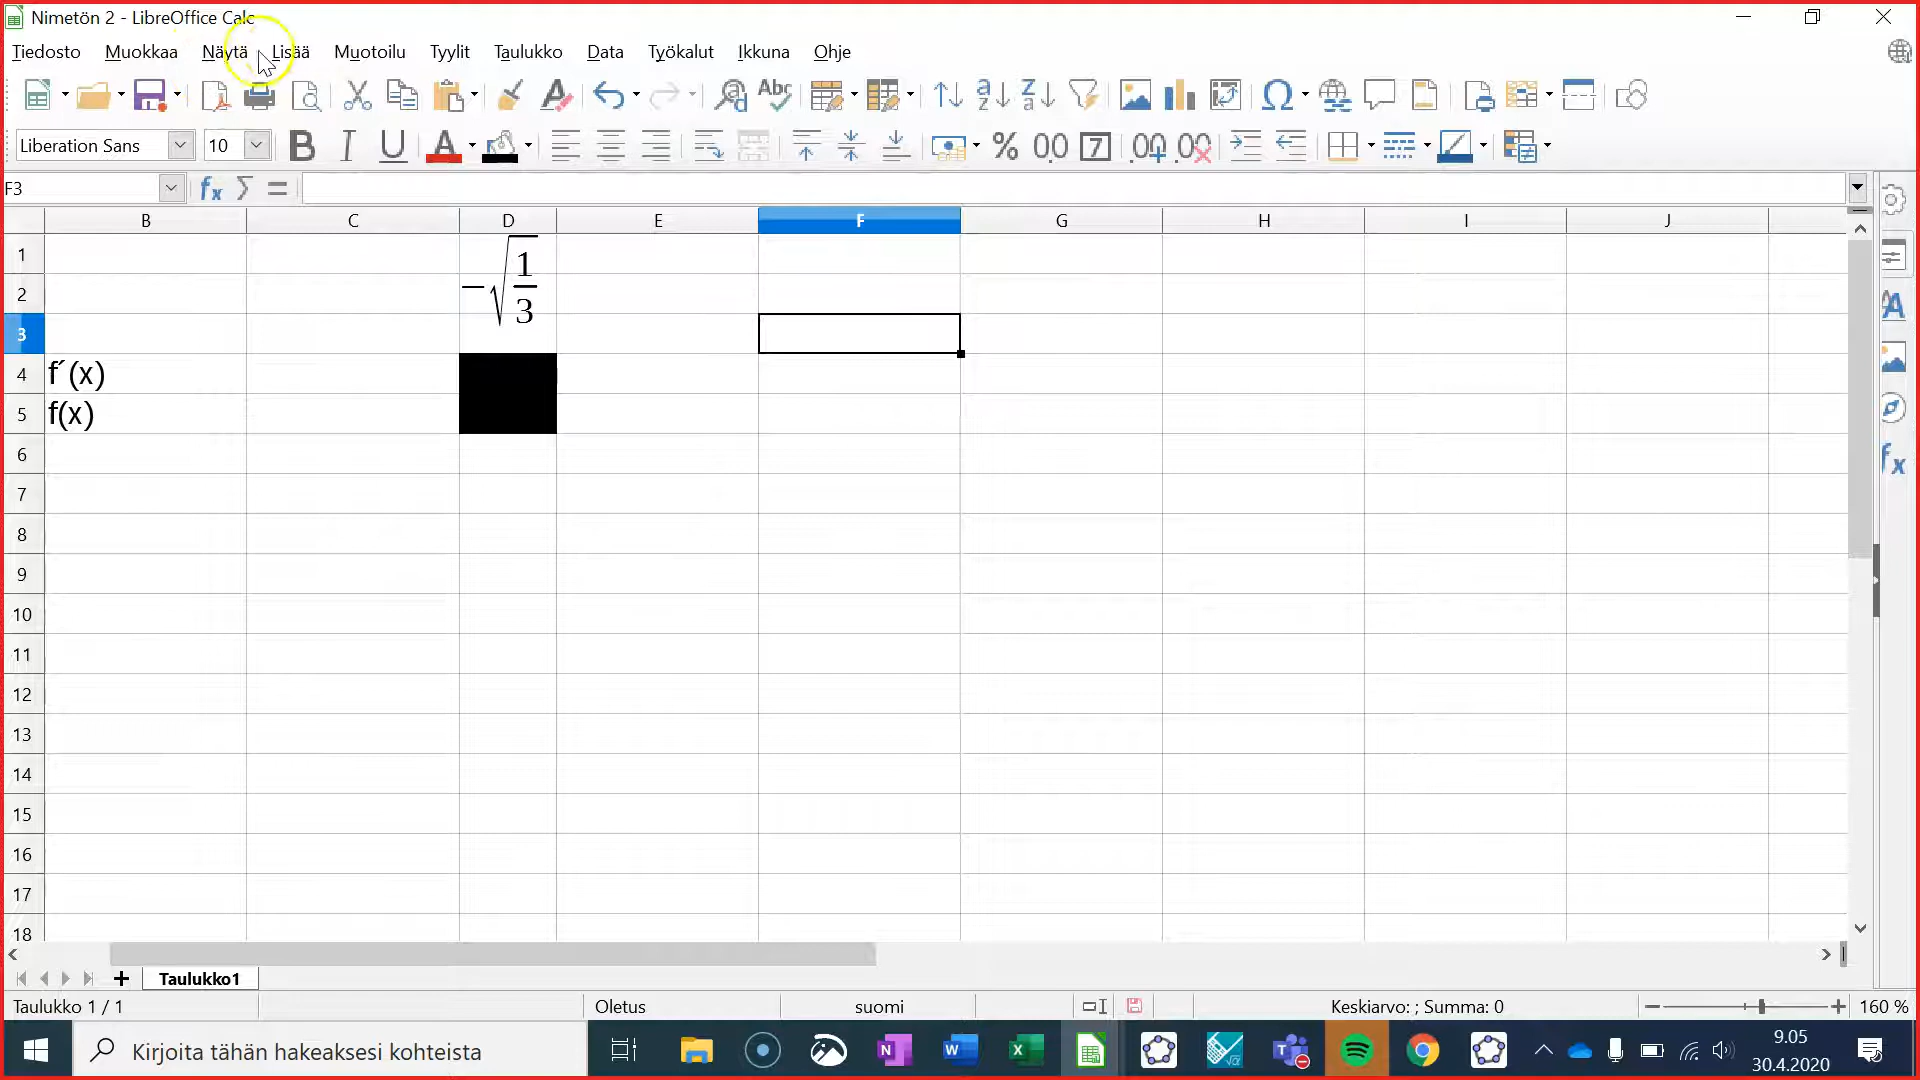 Nimetön 2 - LibreOffice Calc
Tiedosto Muokkaa Näytä Lisää Muotoilu Tyylit Taulukko Data Työkalut Ikkuna Ohje
Liberation Sans 10
F3
B C D E F G H I J
1
2
3
4
5
6
7
8
9
10
11
12
13
14
15
16
17
18
−√1/3
f´(x)
f(x)
Taulukko1
Taulukko 1 / 1 Oletus suomi Keskiarvo: ; Summa: 0 160 %
Kirjoita tähän hakeaksesi kohteista
9.05
30.4.2020